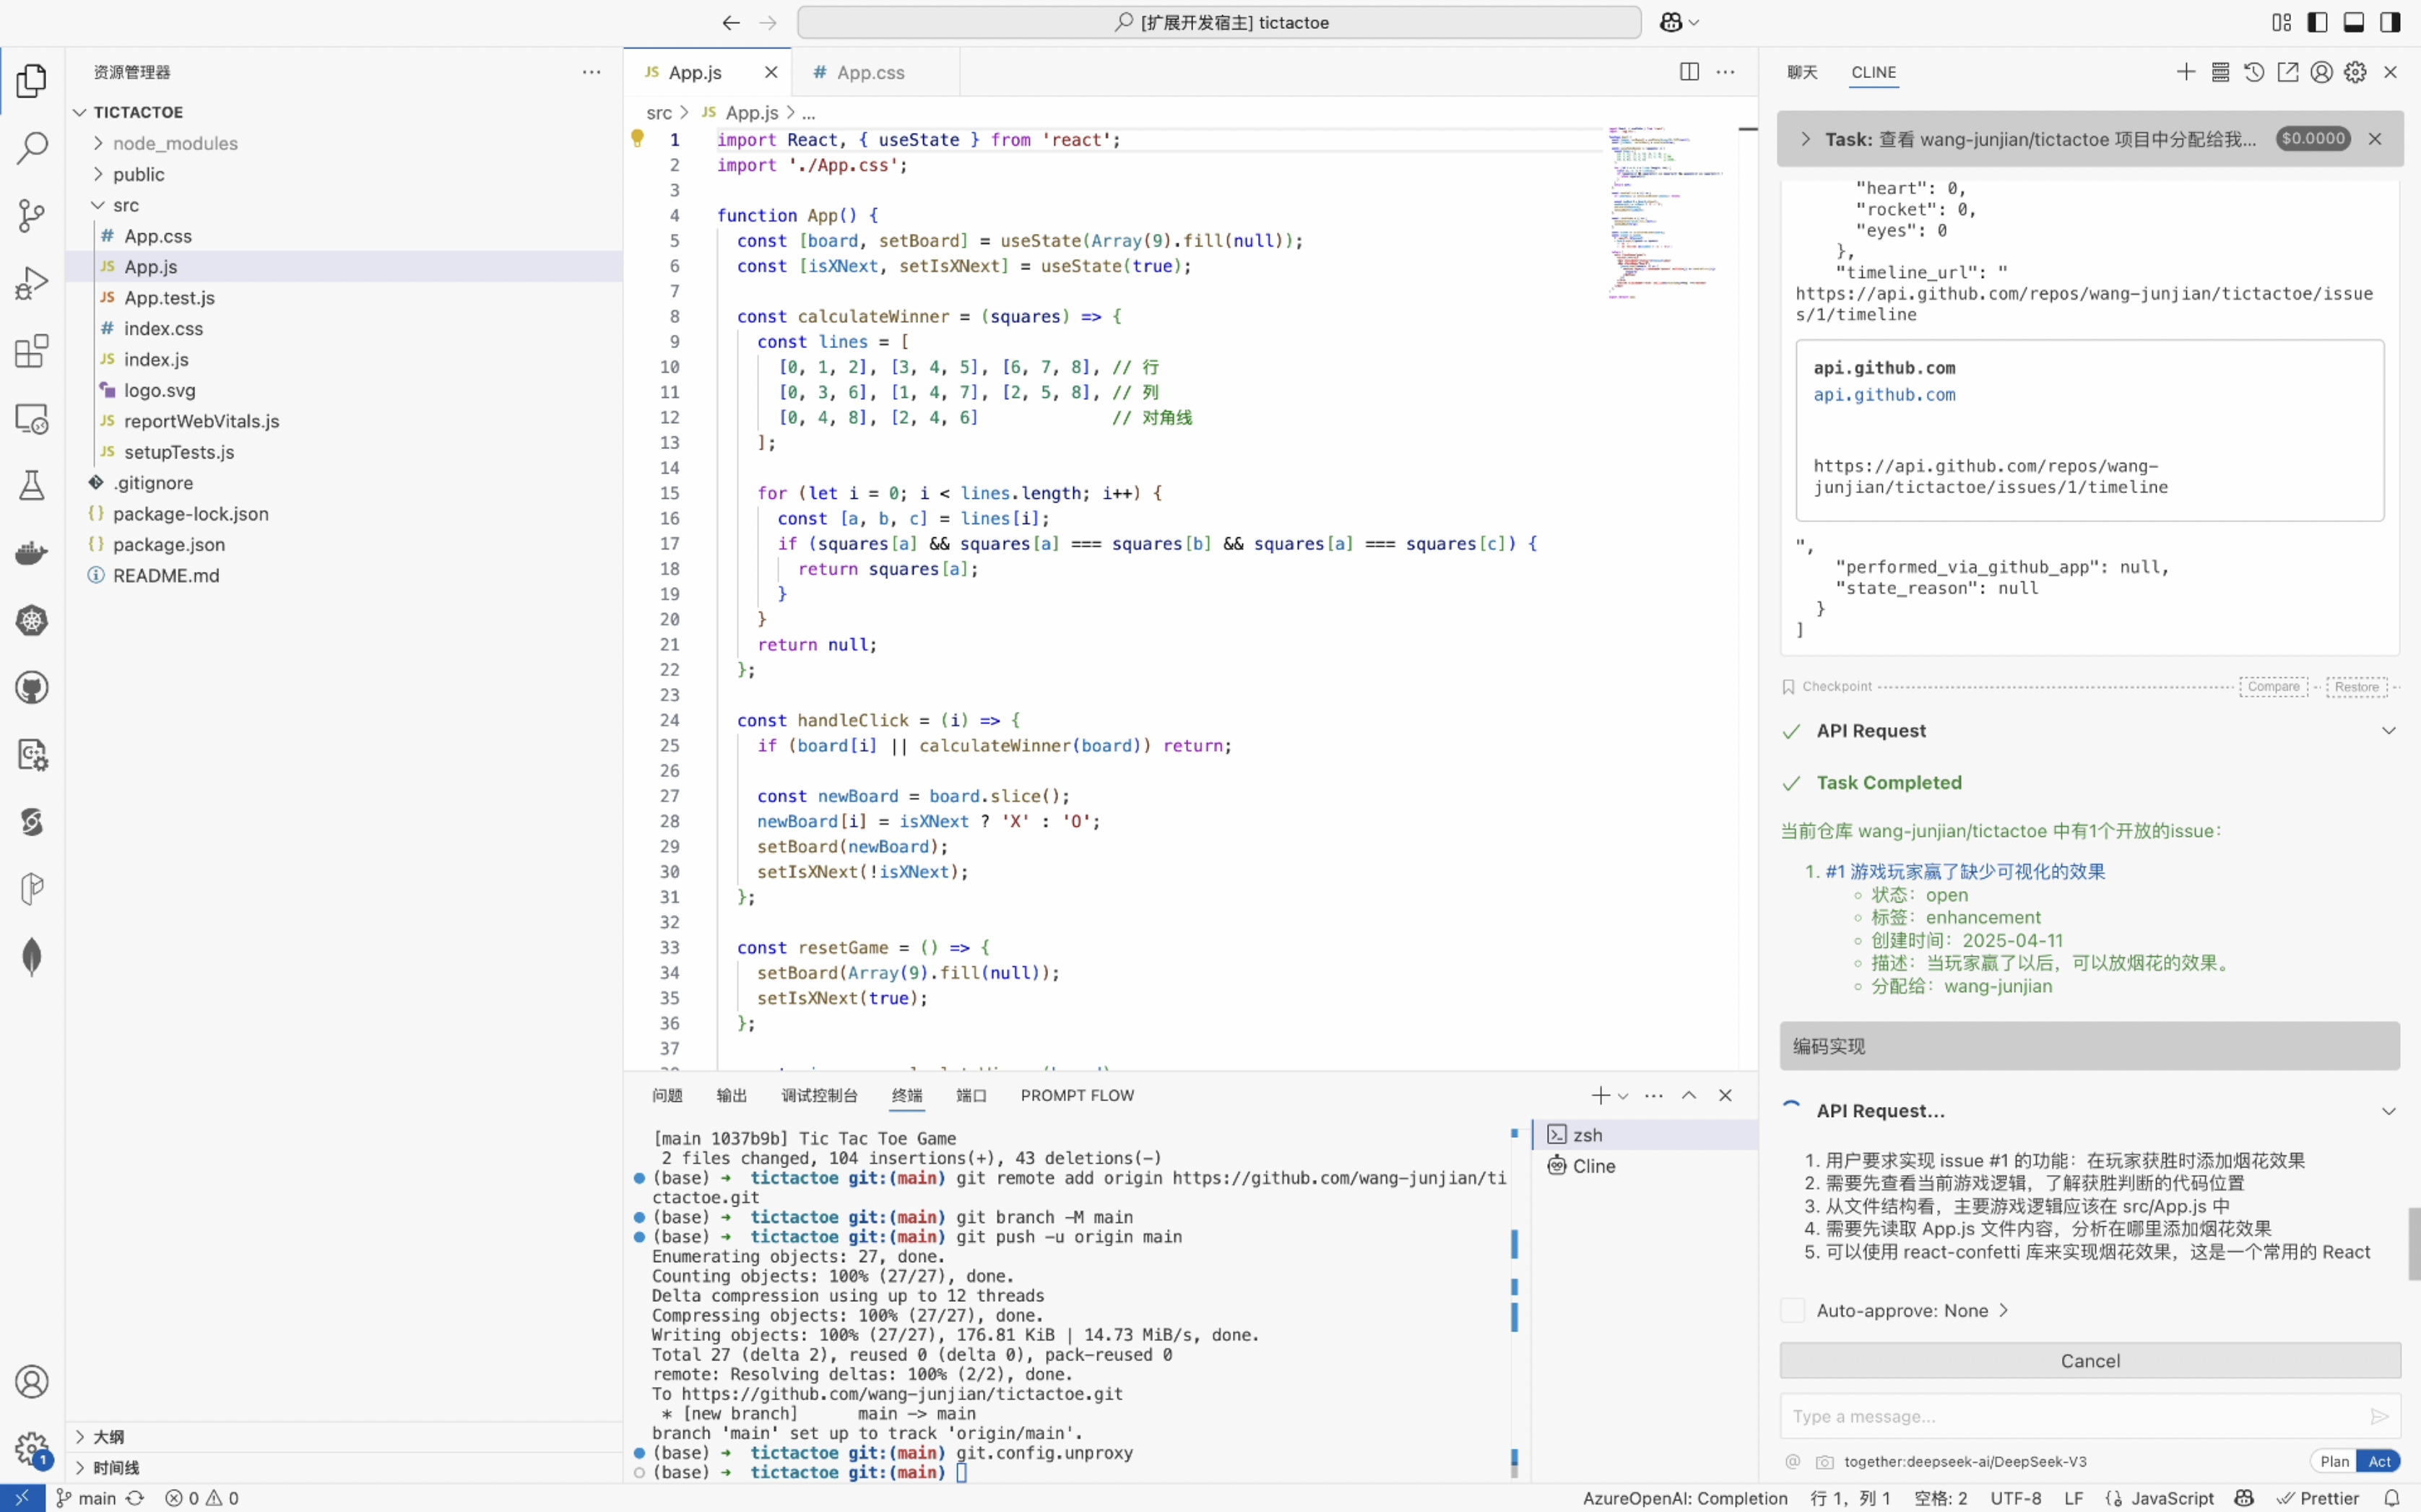 [扩展开发宿主] tictactoe
资源管理器
TICTACTOE
node_modules
public
src
App.css
App.js
App.test.js
index.css
index.js
logo.svg
reportWebVitals.js
setupTests.js
.gitignore
package-lock.json
package.json
README.md
大纲
时间线
App.js
App.css
src > JS App.js > ...
1 import React, { useState } from 'react';
2 import './App.css';
3
4 function App() {
5 const [board, setBoard] = useState(Array(9).fill(null));
6 const [isXNext, setIsXNext] = useState(true);
7
8 const calculateWinner = (squares) => {
9 const lines = [
10 [0, 1, 2], [3, 4, 5], [6, 7, 8], // 行
11 [0, 3, 6], [1, 4, 7], [2, 5, 8], // 列
12 [0, 4, 8], [2, 4, 6] // 对角线
13 ];
14
15 for (let i = 0; i < lines.length; i++) {
16 const [a, b, c] = lines[i];
17 if (squares[a] && squares[a] === squares[b] && squares[a] === squares[c]) {
18 return squares[a];
19 }
20 }
21 return null;
22 };
23
24 const handleClick = (i) => {
25 if (board[i] || calculateWinner(board)) return;
26
27 const newBoard = board.slice();
28 newBoard[i] = isXNext ? 'X' : 'O';
29 setBoard(newBoard);
30 setIsXNext(!isXNext);
31 };
32
33 const resetGame = () => {
34 setBoard(Array(9).fill(null));
35 setIsXNext(true);
36 };
37
问题 输出 调试控制台 终端 端口 PROMPT FLOW
[main 1037b9b] Tic Tac Toe Game
2 files changed, 104 insertions(+), 43 deletions(-)
(base) → tictactoe git:(main) git remote add origin https://github.com/wang-junjian/ti
ctactoe.git
(base) → tictactoe git:(main) git branch -M main
(base) → tictactoe git:(main) git push -u origin main
Enumerating objects: 27, done.
Counting objects: 100% (27/27), done.
Delta compression using up to 12 threads
Compressing objects: 100% (27/27), done.
Writing objects: 100% (27/27), 176.81 KiB | 14.73 MiB/s, done.
Total 27 (delta 2), reused 0 (delta 0), pack-reused 0
remote: Resolving deltas: 100% (2/2), done.
To https://github.com/wang-junjian/tictactoe.git
* [new branch] main -> main
branch 'main' set up to track 'origin/main'.
(base) → tictactoe git:(main) git.config.unproxy
(base) → tictactoe git:(main)
zsh
Cline
聊天 CLINE
Task: 查看 wang-junjian/tictactoe 项目中分配给我... $0.0000
"heart": 0,
"rocket": 0,
"eyes": 0
},
"timeline_url": "
https://api.github.com/repos/wang-junjian/tictactoe/issue
s/1/timeline
api.github.com
api.github.com
https://api.github.com/repos/wang-
junjian/tictactoe/issues/1/timeline
",
"performed_via_github_app": null,
"state_reason": null
}
]
Checkpoint Compare Restore
API Request
Task Completed
当前仓库 wang-junjian/tictactoe 中有1个开放的issue：
1. #1 游戏玩家赢了缺少可视化的效果
状态：open
标签：enhancement
创建时间：2025-04-11
描述：当玩家赢了以后，可以放烟花的效果。
分配给：wang-junjian
编码实现
API Request...
1. 用户要求实现 issue #1 的功能：在玩家获胜时添加烟花效果
2. 需要先查看当前游戏逻辑，了解获胜判断的代码位置
3. 从文件结构看，主要游戏逻辑应该在 src/App.js 中
4. 需要先读取 App.js 文件内容，分析在哪里添加烟花效果
5. 可以使用 react-confetti 库来实现烟花效果，这是一个常用的 React
Auto-approve: None
Cancel
Type a message...
@ together:deepseek-ai/DeepSeek-V3 Plan Act
main 0 0 AzureOpenAI: Completion 行 1，列 1 空格: 2 UTF-8 LF JavaScript Prettier